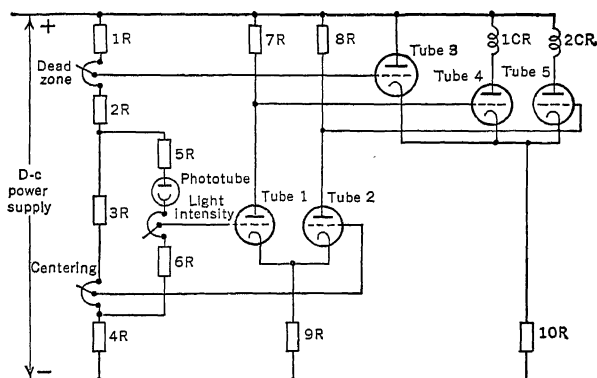 +
1R
7R
8R
Tube 3
1CR
2CR
Tube 4
Tube 5
Dead
zone
2R
D-c
power
supply
5R
Phototube
Light
intensity
Tube 1
Tube 2
3R
6R
Centering
4R
9R
10R
−